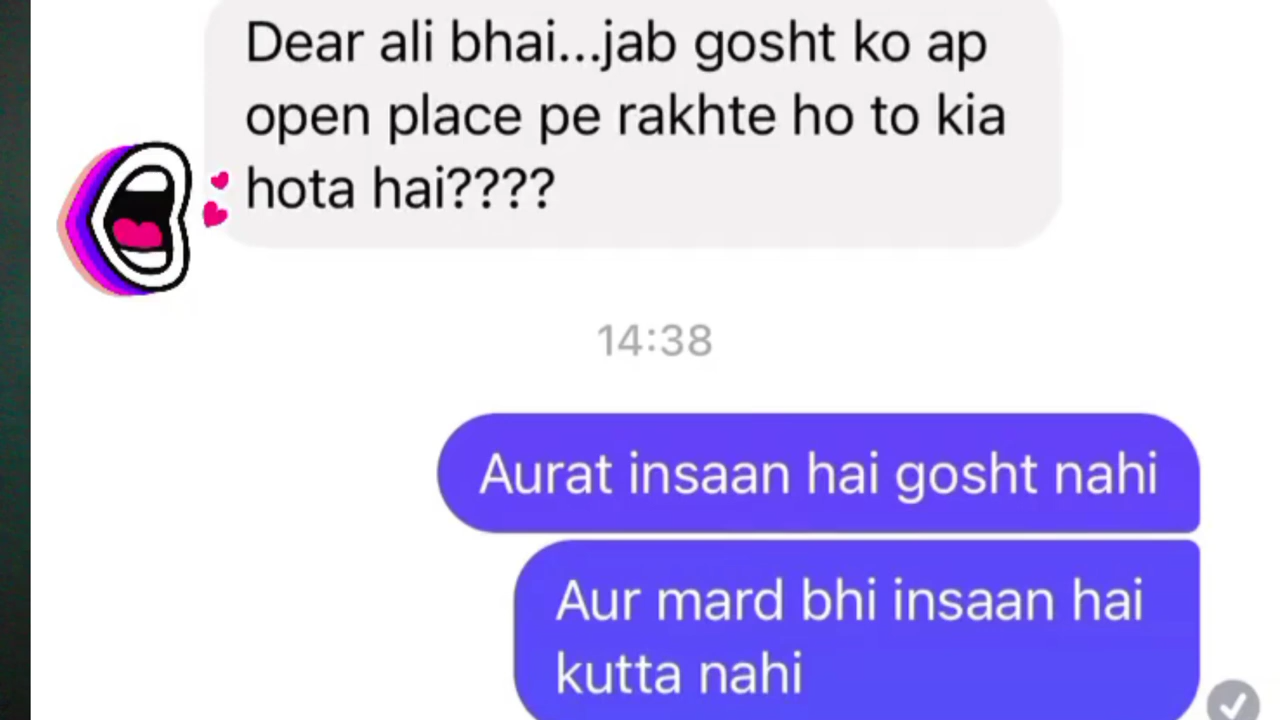 Dear ali bhai...jab gosht ko ap
open place pe rakhte ho to kia
hota hai????
14:38
Aurat insaan hai gosht nahi
Aur mard bhi insaan hai
kutta nahi